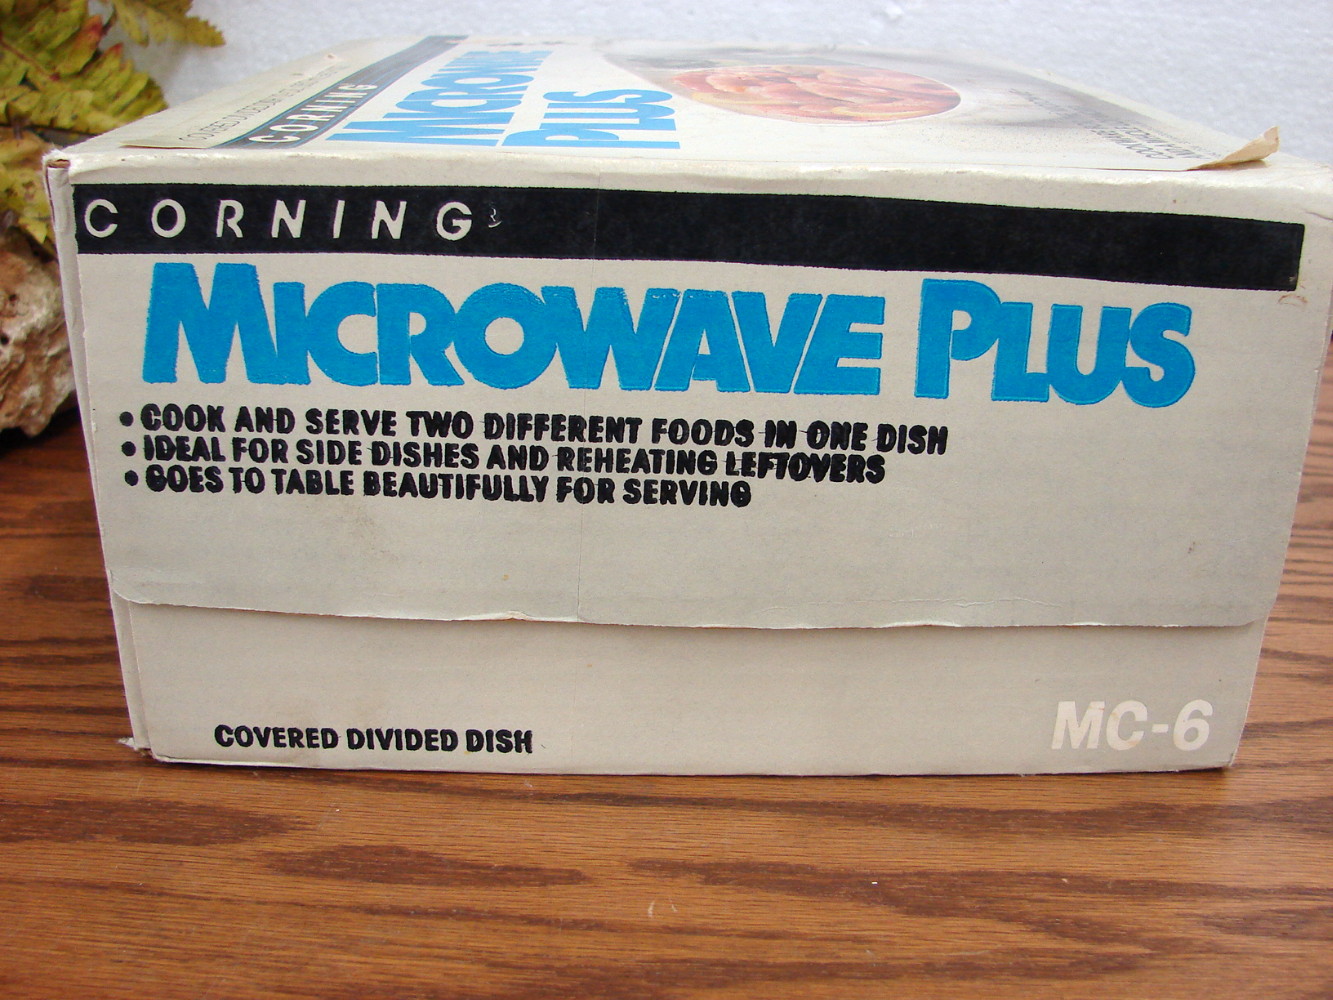 CORNING
MICROWAVE
PLUS
CORNING
MICROWAVE PLUS
• COOK AND SERVE TWO DIFFERENT FOODS IN ONE DISH
• IDEAL FOR SIDE DISHES AND REHEATING LEFTOVERS
• GOES TO TABLE BEAUTIFULLY FOR SERVING
COVERED DIVIDED DISH
MC-6